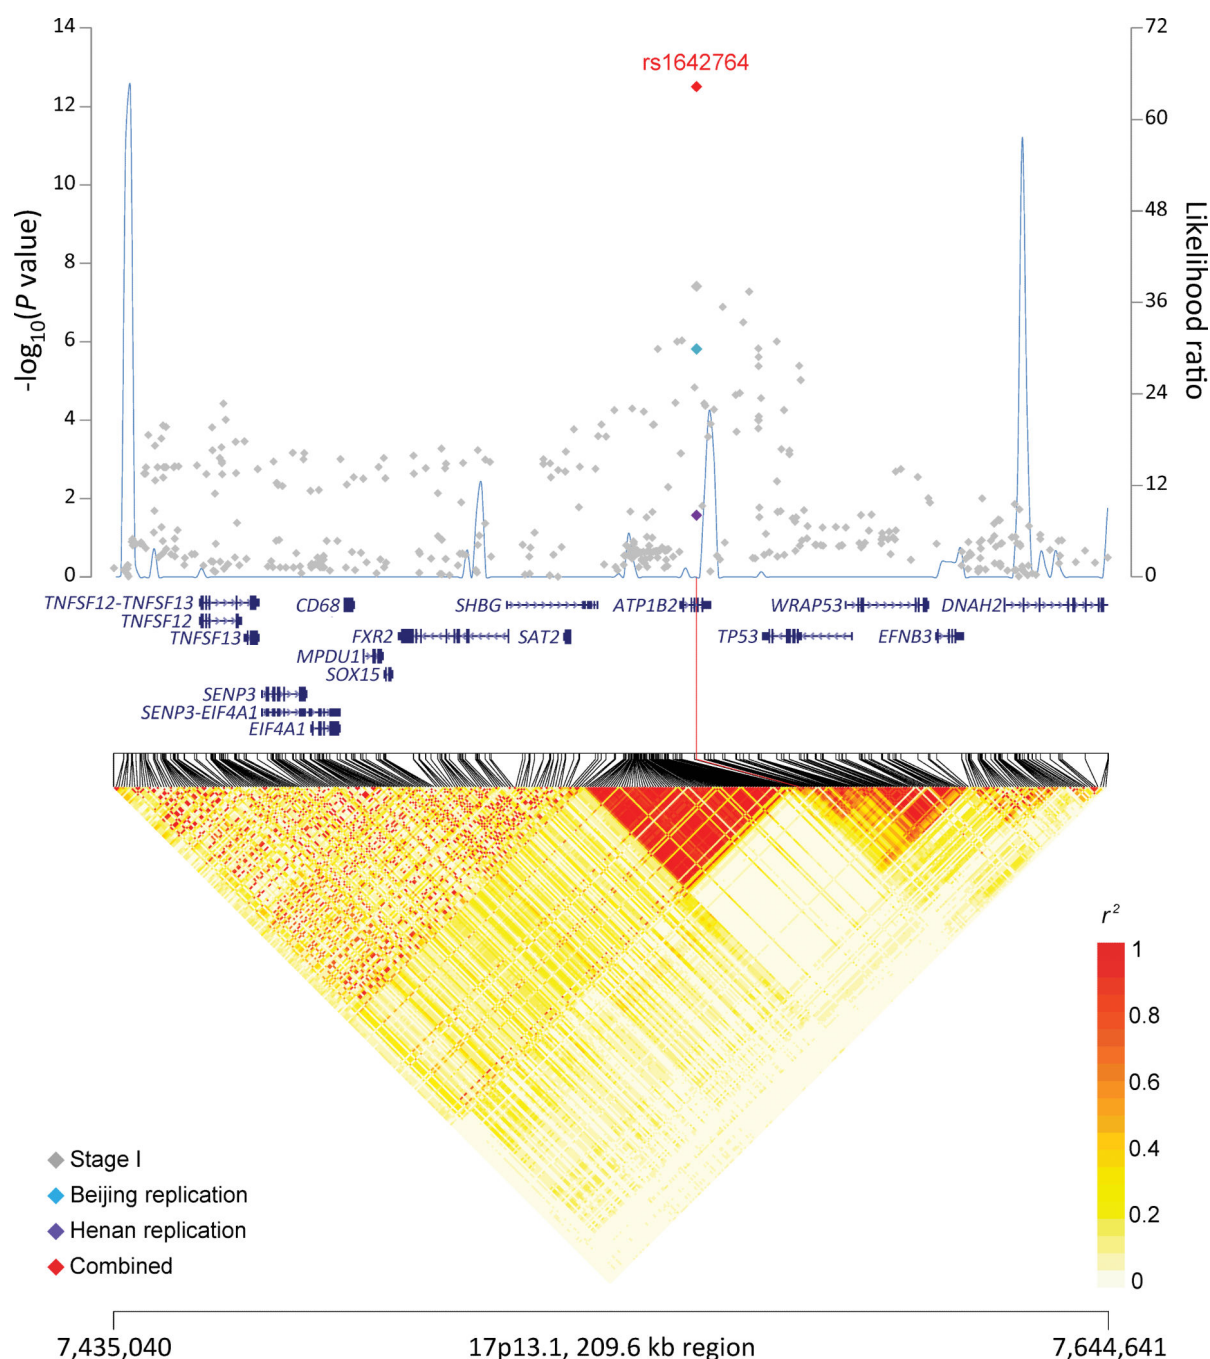 14
12
10
8
6
4
2
0
-log10(P value)
72
60
48
36
24
12
0
Likelihood ratio
rs1642764
TNFSF12-TNFSF13
CD68
SHBG
ATP1B2
WRAP53
DNAH2
TNFSF12
TNFSF13
FXR2
SAT2
TP53
EFNB3
MPDU1
SOX15
SENP3
SENP3-EIF4A1
EIF4A1
r²
1
0.8
0.6
0.4
0.2
0
Stage I
Beijing replication
Henan replication
Combined
7,435,040
17p13.1, 209.6 kb region
7,644,641